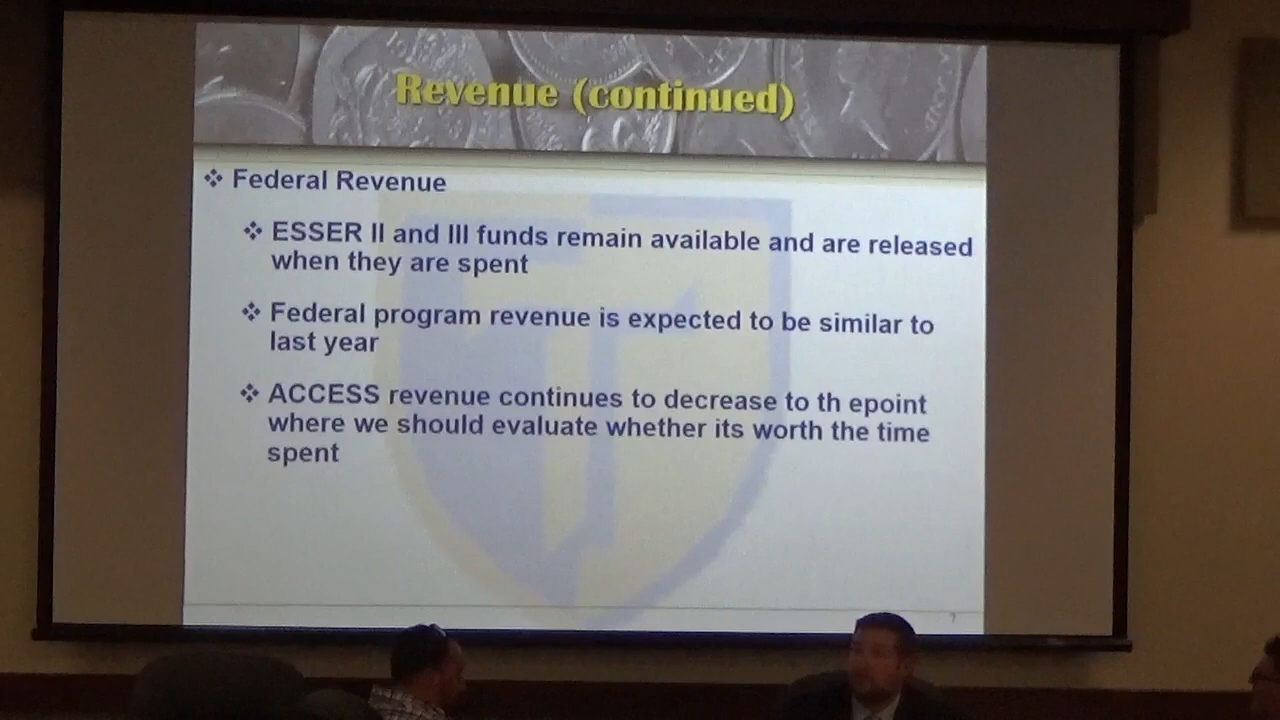 Revenue (continued)
❖ Federal Revenue
❖ ESSER II and III funds remain available and are released
when they are spent
❖ Federal program revenue is expected to be similar to
last year
❖ ACCESS revenue continues to decrease to th epoint
where we should evaluate whether its worth the time
spent
7